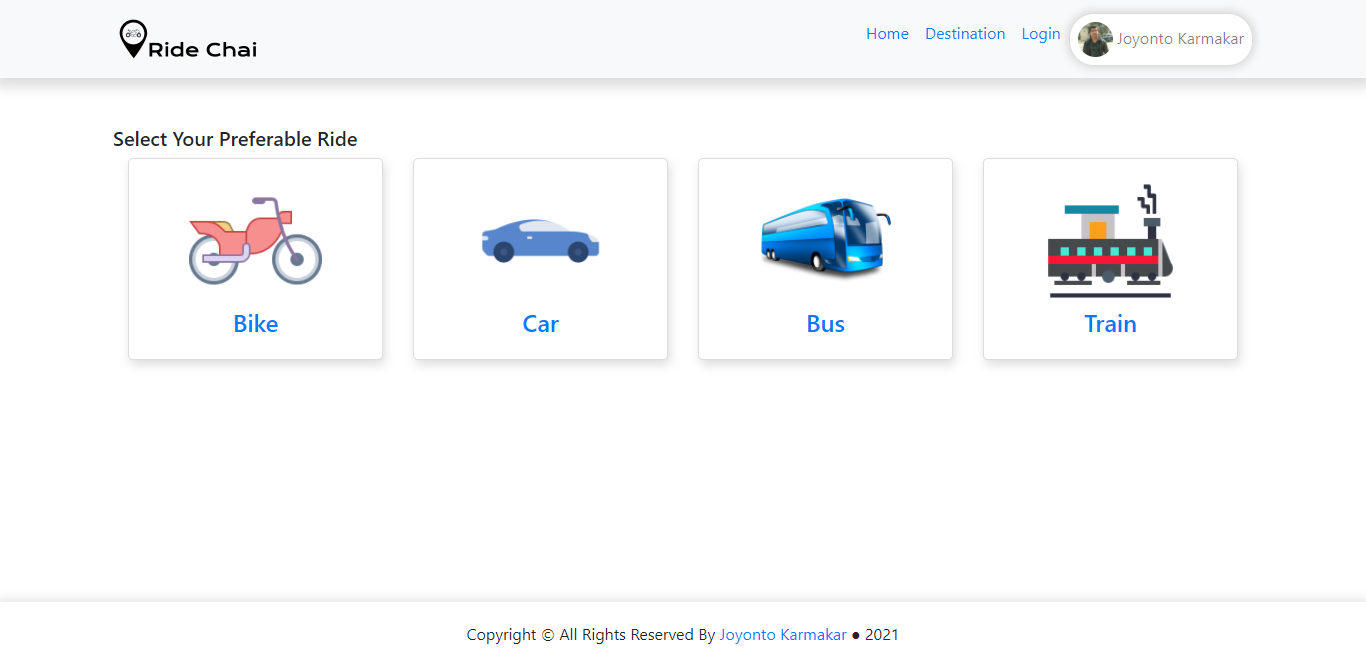 Ride Chai
Home Destination Login Joyonto Karmakar
Select Your Preferable Ride
Bike Car Bus Train
Copyright © All Rights Reserved By Joyonto Karmakar ● 2021